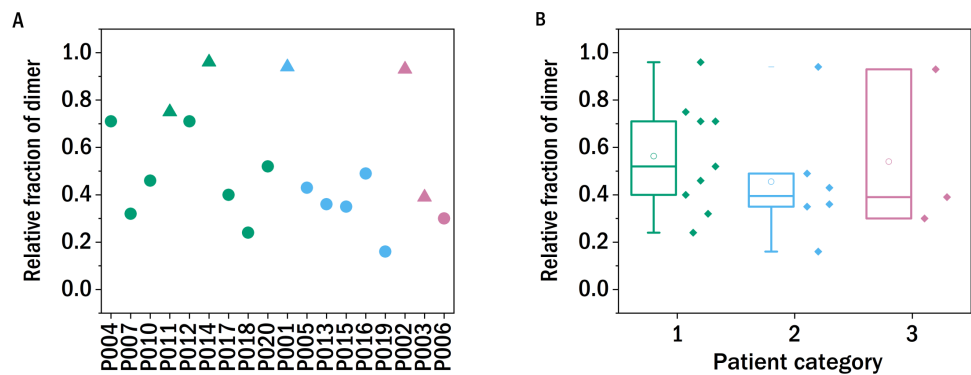 A
Relative fraction of dimer
1.0
0.8
0.6
0.4
0.2
0.0
P004
P007
P010
P011
P012
P014
P017
P018
P020
P001
P005
P013
P015
P016
P019
P002
P003
P006
B
Relative fraction of dimer
1.0
0.8
0.6
0.4
0.2
0.0
1 2 3
Patient category